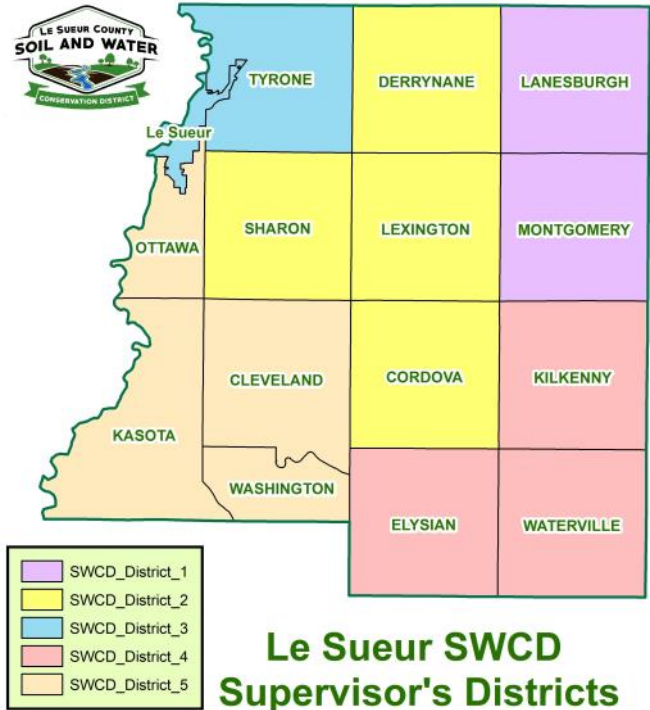 LE SUEUR COUNTY
SOIL AND WATER
CONSERVATION DISTRICT
TYRONE
DERRYNANE
LANESBURGH
Le Sueur
OTTAWA
SHARON
LEXINGTON
MONTGOMERY
KASOTA
CLEVELAND
CORDOVA
KILKENNY
WASHINGTON
ELYSIAN
WATERVILLE
SWCD_District_1
SWCD_District_2
SWCD_District_3
SWCD_District_4
SWCD_District_5
Le Sueur SWCD
Supervisor's Districts